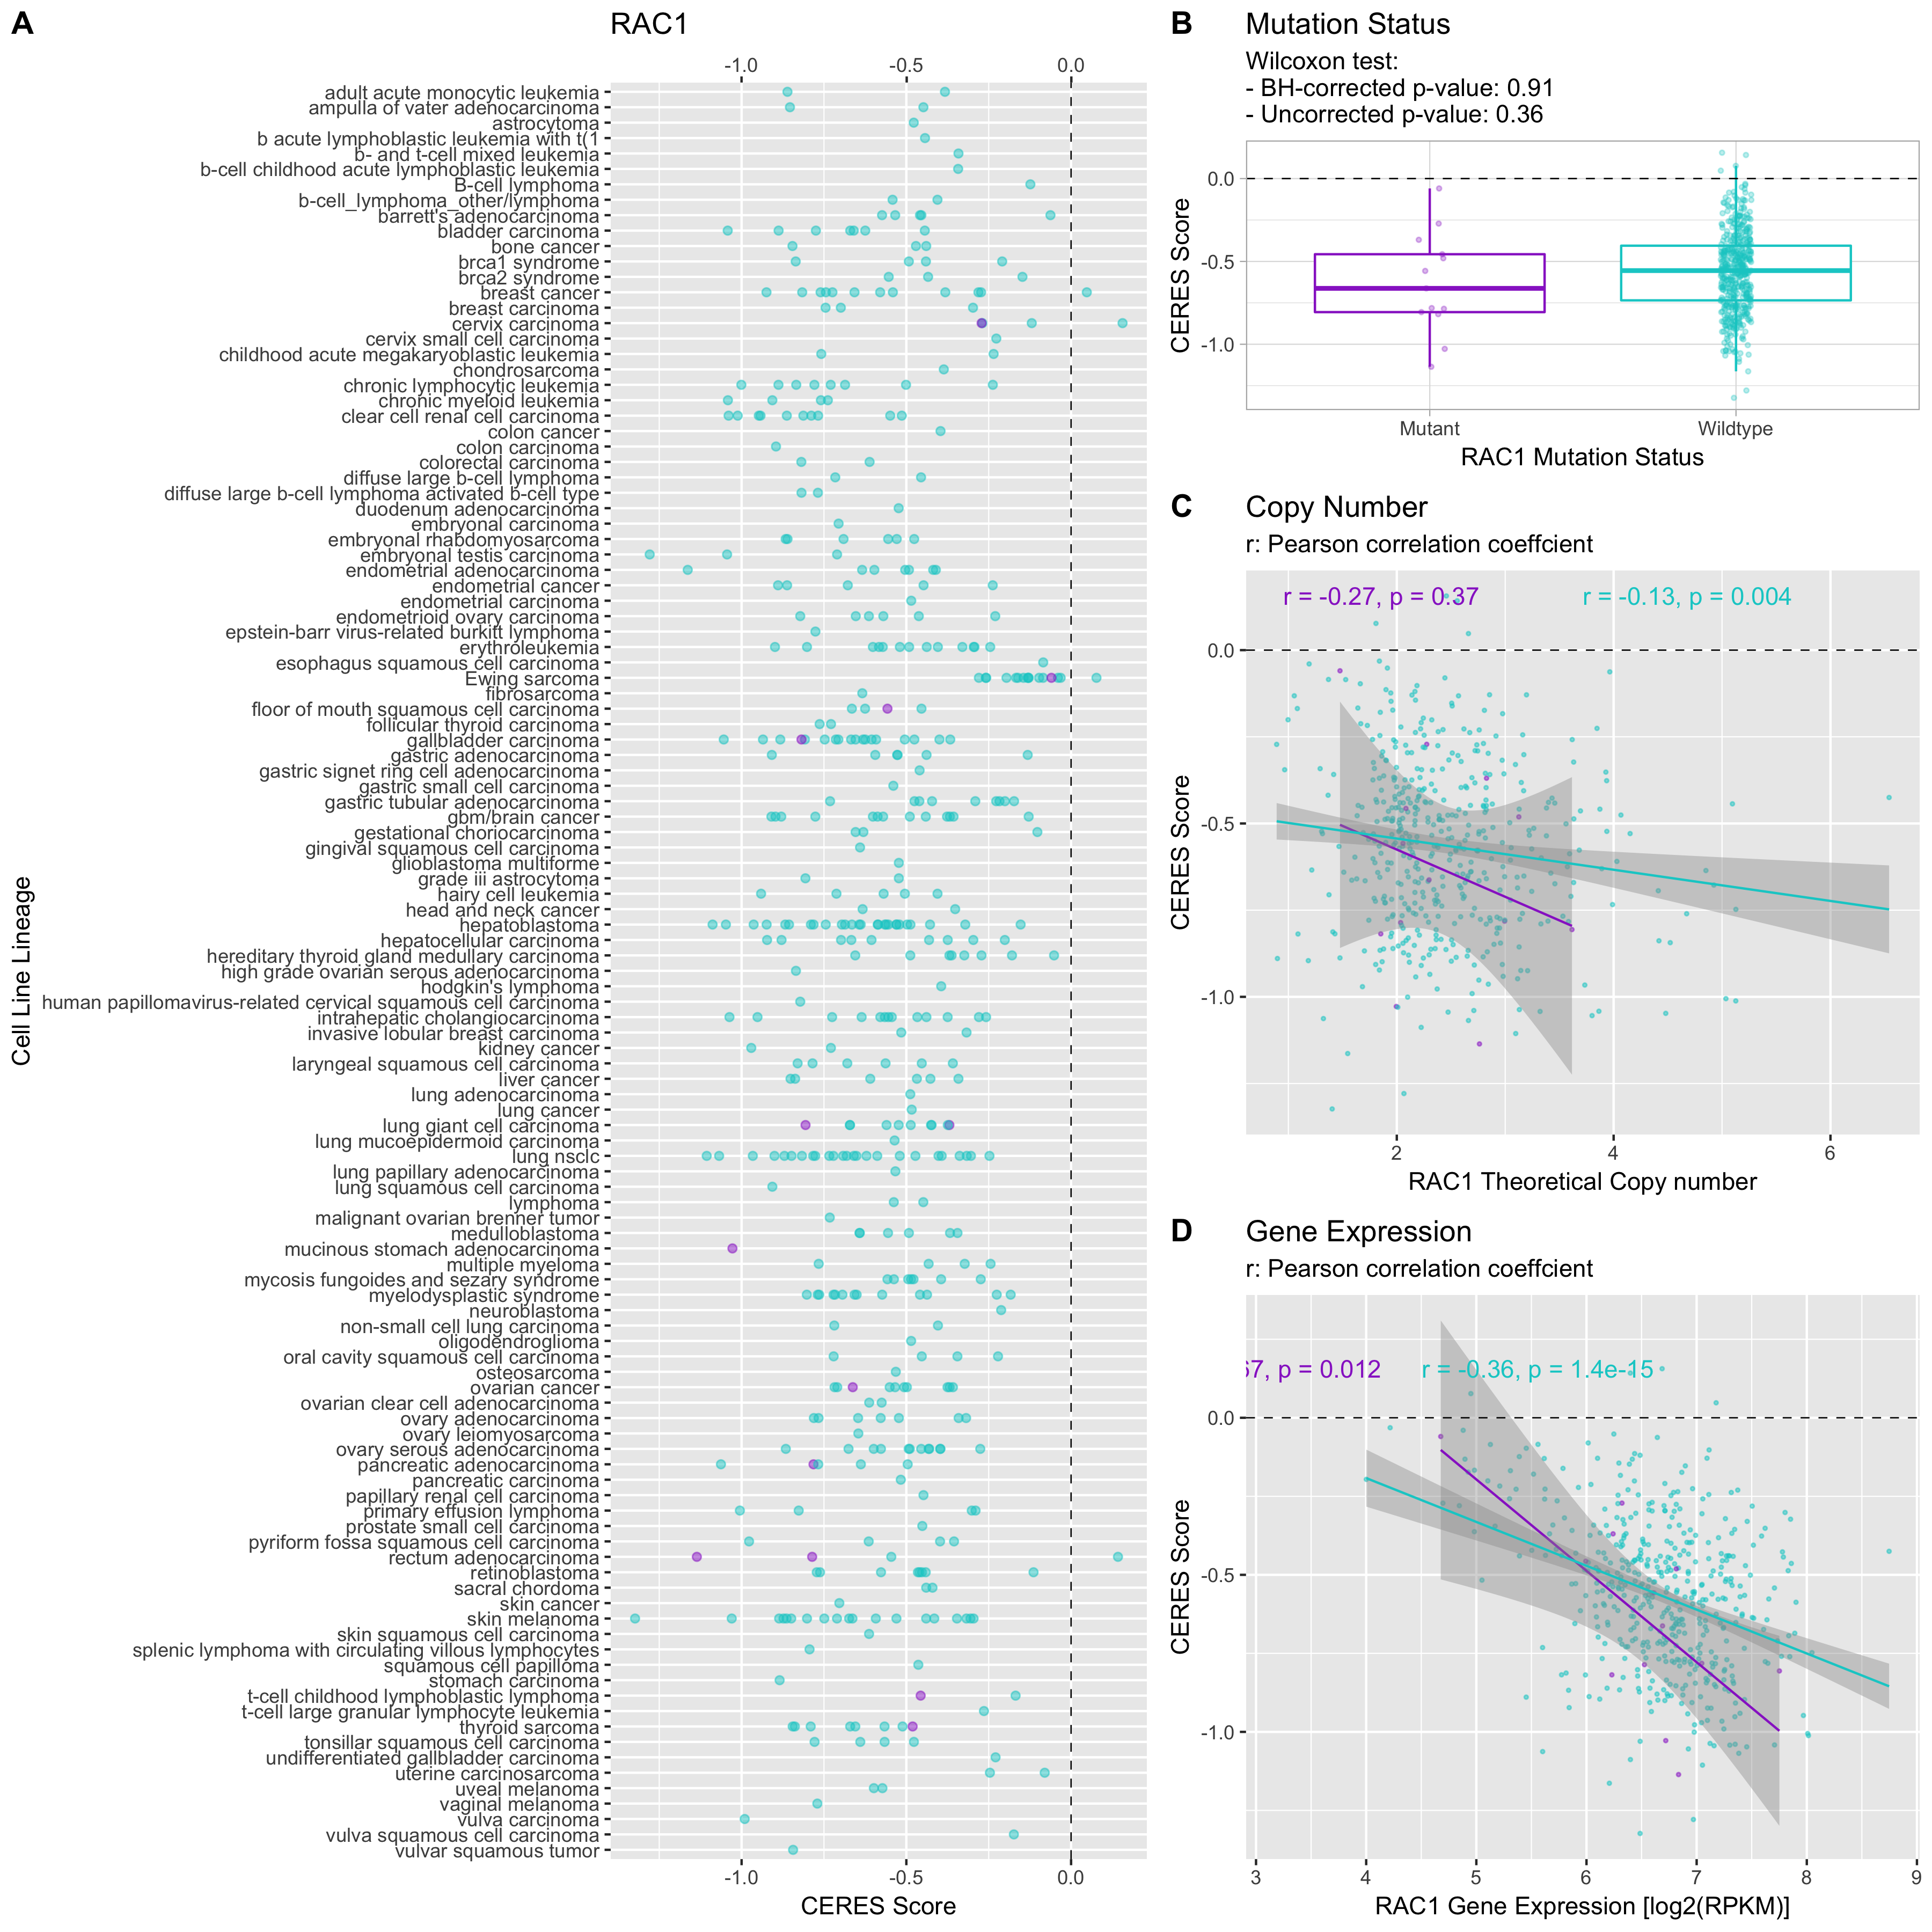 A
RAC1
-1.0 -0.5 0.0
adult acute monocytic leukemia
ampulla of vater adenocarcinoma
astrocytoma
b acute lymphoblastic leukemia with t(1
b- and t-cell mixed leukemia
b-cell childhood acute lymphoblastic leukemia
B-cell lymphoma
b-cell_lymphoma_other/lymphoma
barrett's adenocarcinoma
bladder carcinoma
bone cancer
brca1 syndrome
brca2 syndrome
breast cancer
breast carcinoma
cervix carcinoma
cervix small cell carcinoma
childhood acute megakaryoblastic leukemia
chondrosarcoma
chronic lymphocytic leukemia
chronic myeloid leukemia
clear cell renal cell carcinoma
colon cancer
colon carcinoma
colorectal carcinoma
diffuse large b-cell lymphoma
diffuse large b-cell lymphoma activated b-cell type
duodenum adenocarcinoma
embryonal carcinoma
embryonal rhabdomyosarcoma
embryonal testis carcinoma
endometrial adenocarcinoma
endometrial cancer
endometrial carcinoma
endometrioid ovary carcinoma
epstein-barr virus-related burkitt lymphoma
erythroleukemia
esophagus squamous cell carcinoma
Ewing sarcoma
fibrosarcoma
floor of mouth squamous cell carcinoma
follicular thyroid carcinoma
gallbladder carcinoma
gastric adenocarcinoma
gastric signet ring cell adenocarcinoma
gastric small cell carcinoma
gastric tubular adenocarcinoma
gbm/brain cancer
gestational choriocarcinoma
gingival squamous cell carcinoma
glioblastoma multiforme
grade iii astrocytoma
hairy cell leukemia
head and neck cancer
hepatoblastoma
hepatocellular carcinoma
hereditary thyroid gland medullary carcinoma
high grade ovarian serous adenocarcinoma
hodgkin's lymphoma
human papillomavirus-related cervical squamous cell carcinoma
intrahepatic cholangiocarcinoma
invasive lobular breast carcinoma
kidney cancer
laryngeal squamous cell carcinoma
liver cancer
lung adenocarcinoma
lung cancer
lung giant cell carcinoma
lung mucoepidermoid carcinoma
lung nsclc
lung papillary adenocarcinoma
lung squamous cell carcinoma
lymphoma
malignant ovarian brenner tumor
medulloblastoma
mucinous stomach adenocarcinoma
multiple myeloma
mycosis fungoides and sezary syndrome
myelodysplastic syndrome
neuroblastoma
non-small cell lung carcinoma
oligodendroglioma
oral cavity squamous cell carcinoma
osteosarcoma
ovarian cancer
ovarian clear cell adenocarcinoma
ovary adenocarcinoma
ovary leiomyosarcoma
ovary serous adenocarcinoma
pancreatic adenocarcinoma
pancreatic carcinoma
papillary renal cell carcinoma
primary effusion lymphoma
prostate small cell carcinoma
pyriform fossa squamous cell carcinoma
rectum adenocarcinoma
retinoblastoma
sacral chordoma
skin cancer
skin melanoma
skin squamous cell carcinoma
splenic lymphoma with circulating villous lymphocytes
squamous cell papilloma
stomach carcinoma
t-cell childhood lymphoblastic lymphoma
t-cell large granular lymphocyte leukemia
thyroid sarcoma
tonsillar squamous cell carcinoma
undifferentiated gallbladder carcinoma
uterine carcinosarcoma
uveal melanoma
vaginal melanoma
vulva carcinoma
vulva squamous cell carcinoma
vulvar squamous tumor
-1.0 -0.5 0.0
CERES Score
Cell Line Lineage
B
Mutation Status
Wilcoxon test:
- BH-corrected p-value: 0.91
- Uncorrected p-value: 0.36
0.0
-0.5
-1.0
CERES Score
Mutant Wildtype
RAC1 Mutation Status
C
Copy Number
r: Pearson correlation coeffcient
r = -0.27, p = 0.37 r = -0.13, p = 0.004
0.0
-0.5
-1.0
CERES Score
2 4 6
RAC1 Theoretical Copy number
D
Gene Expression
r: Pearson correlation coeffcient
67, p = 0.012 r = -0.36, p = 1.4e-15
0.0
-0.5
-1.0
CERES Score
3 4 5 6 7 8 9
RAC1 Gene Expression [log2(RPKM)]